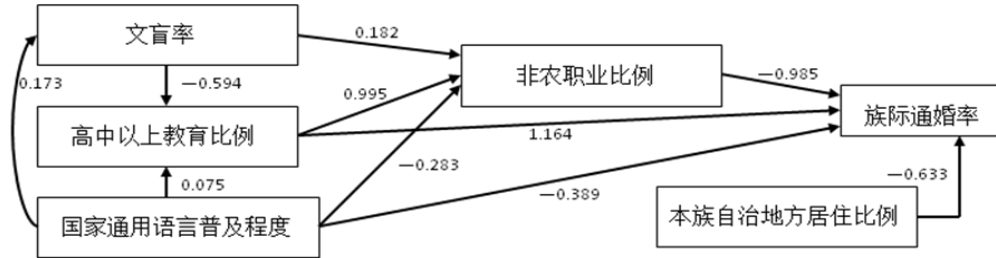 文盲率
0.182
非农职业比例
—0.985
0.173
—0.594
0.995
高中以上教育比例
1.164
族际通婚率
0.075
—0.283
—0.389
—0.633
国家通用语言普及程度
本族自治地方居住比例